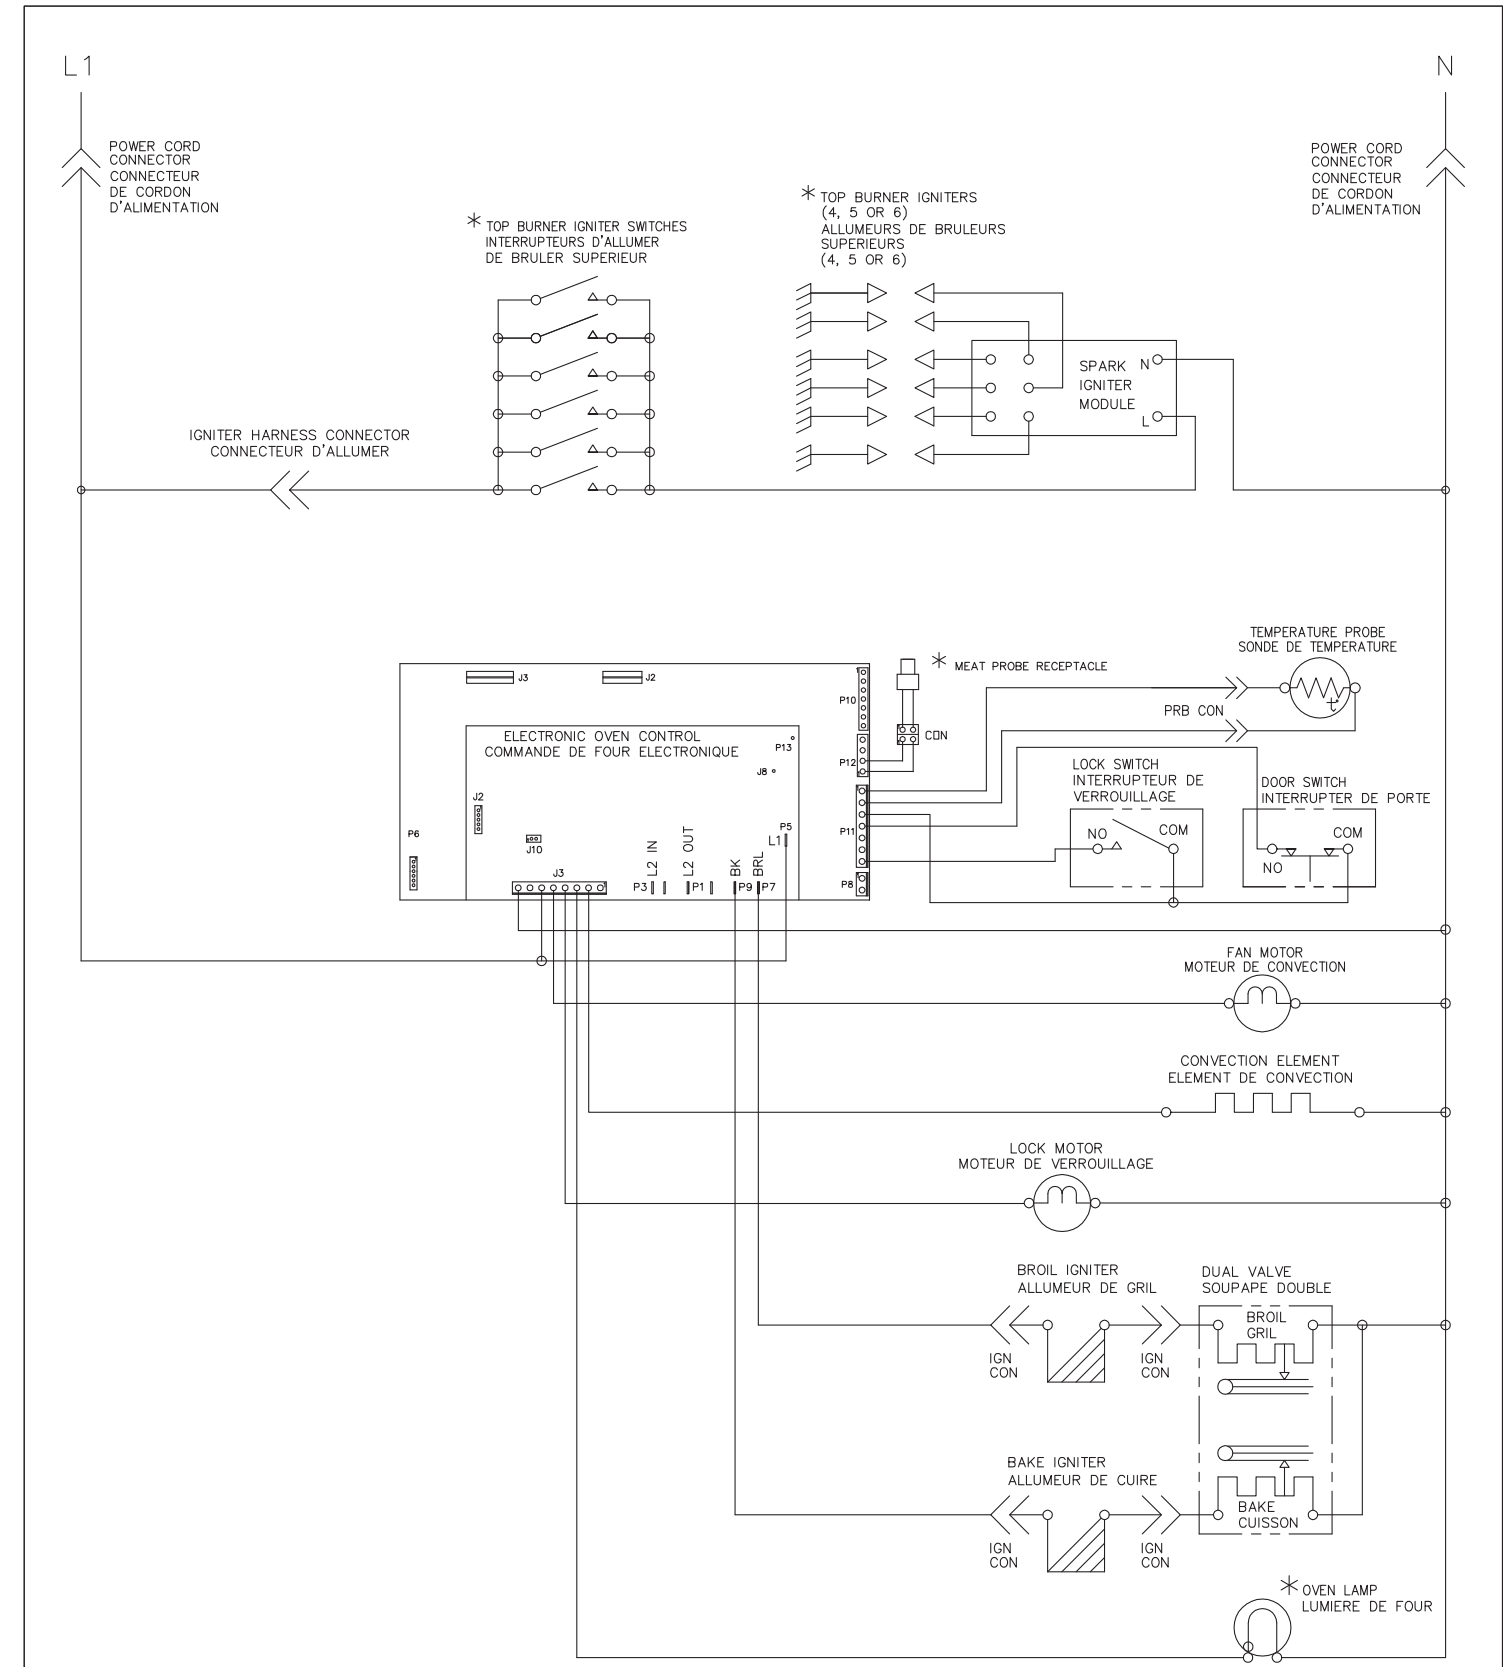 L1
N
POWER CORD
CONNECTOR
CONNECTEUR
DE CORDON
D'ALIMENTATION
POWER CORD
CONNECTOR
CONNECTEUR
DE CORDON
D'ALIMENTATION
* TOP BURNER IGNITER SWITCHES
INTERRUPTEURS D'ALLUMER
DE BRULER SUPERIEUR
* TOP BURNER IGNITERS
(4, 5 OR 6)
ALLUMEURS DE BRULEURS
SUPERIEURS
(4, 5 OR 6)
SPARK
IGNITER
MODULE
N
L
IGNITER HARNESS CONNECTOR
CONNECTEUR D'ALLUMER
TEMPERATURE PROBE
SONDE DE TEMPERATURE
t°
PRB CON
* MEAT PROBE RECEPTACLE
CON
J3
J2
P10
P12
P11
P8
ELECTRONIC OVEN CONTROL
COMMANDE DE FOUR ELECTRONIQUE
P13
J8
J2
P6
J10
J3
P5
L1
L2 IN
L2 OUT
BK
BRL
P3
P1
P9
P7
LOCK SWITCH
INTERRUPTEUR DE
VERROUILLAGE
NO
COM
DOOR SWITCH
INTERRUPTER DE PORTE
COM
NO
FAN MOTOR
MOTEUR DE CONVECTION
CONVECTION ELEMENT
ELEMENT DE CONVECTION
LOCK MOTOR
MOTEUR DE VERROUILLAGE
BROIL IGNITER
ALLUMEUR DE GRIL
IGN
CON
IGN
CON
DUAL VALVE
SOUPAPE DOUBLE
BROIL
GRIL
BAKE IGNITER
ALLUMEUR DE CUIRE
IGN
CON
IGN
CON
BAKE
CUISSON
* OVEN LAMP
LUMIERE DE FOUR